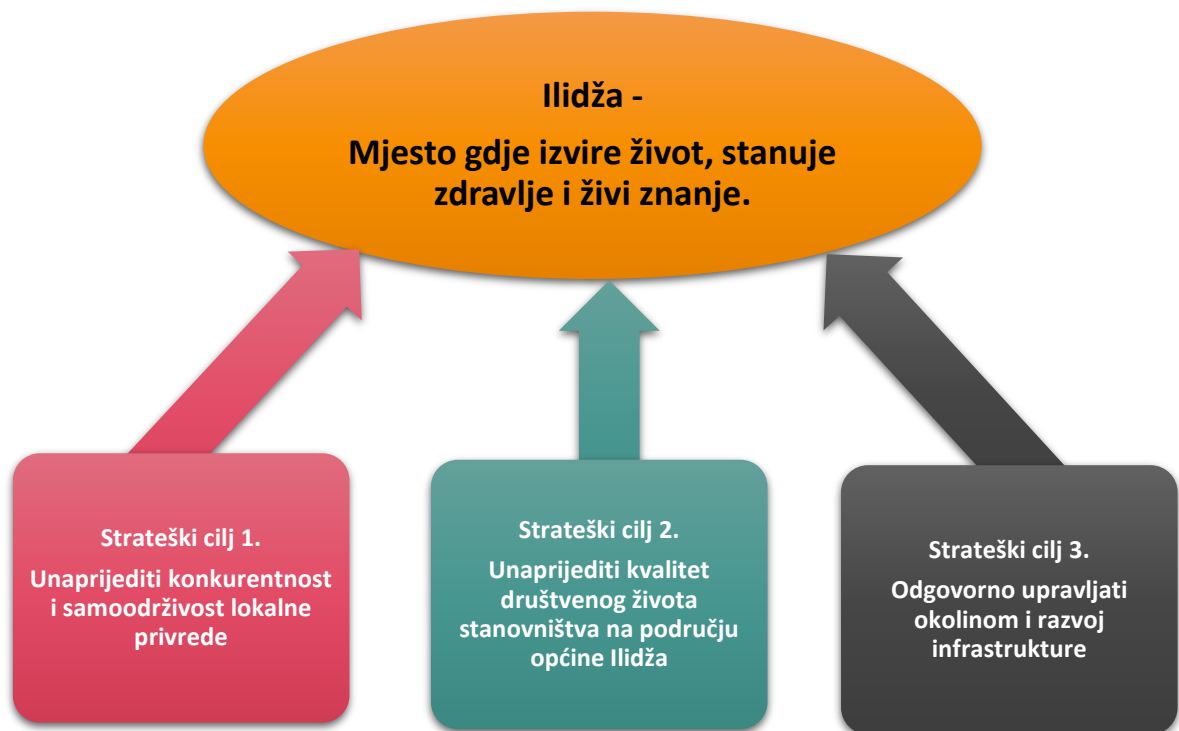 Ilidža -
Mjesto gdje izvire život, stanuje
zdravlje i živi znanje.
Strateški cilj 1.
Unaprijediti konkurentnost
i samoodrživost lokalne
privrede
Strateški cilj 2.
Unaprijediti kvalitet
društvenog života
stanovništva na području
općine Ilidža
Strateški cilj 3.
Odgovorno upravljati
okolinom i razvoj
infrastrukture